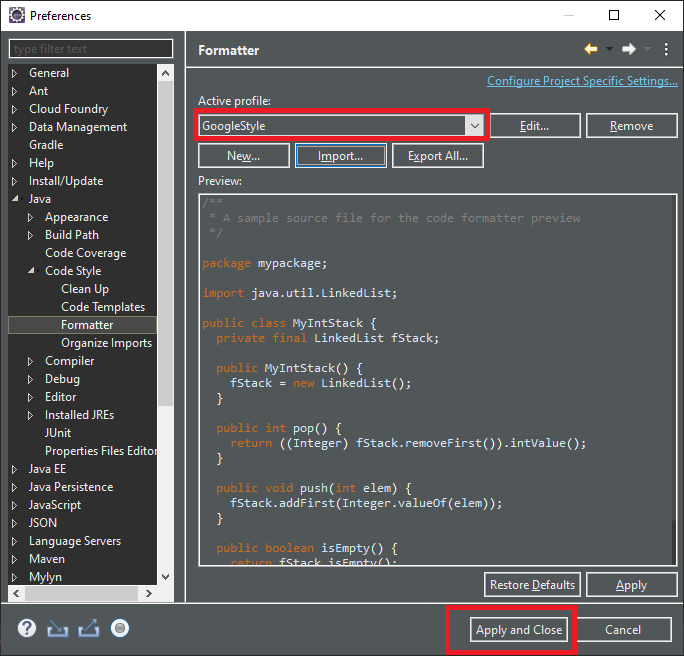 Preferences
type filter text
General
Ant
Cloud Foundry
Data Management
Gradle
Help
Install/Update
Java
Appearance
Build Path
Code Coverage
Code Style
Clean Up
Code Templates
Formatter
Organize Imports
Compiler
Debug
Editor
Installed JREs
JUnit
Properties Files Editor
Java EE
Java Persistence
JavaScript
JSON
Language Servers
Maven
Mylyn
Formatter
Configure Project Specific Settings...
Active profile:
GoogleStyle
Edit...
Remove
New...
Import...
Export All...
Preview:
/**
 * A sample source file for the code formatter preview
 */
package mypackage;
import java.util.LinkedList;
public class MyIntStack {
  private final LinkedList fStack;
  public MyIntStack() {
    fStack = new LinkedList();
  }
  public int pop() {
    return ((Integer) fStack.removeFirst()).intValue();
  }
  public void push(int elem) {
    fStack.addFirst(Integer.valueOf(elem));
  }
  public boolean isEmpty() {
    return fStack.isEmpty();
Restore Defaults
Apply
Apply and Close
Cancel